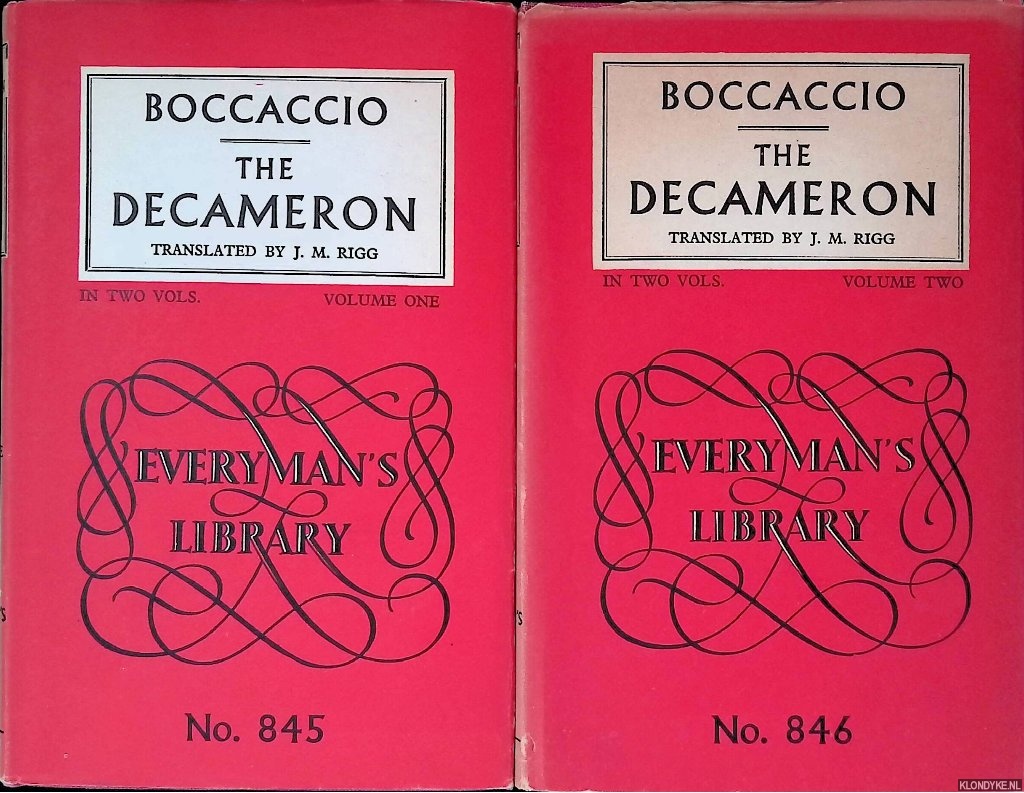 BOCCACCIO
THE
DECAMERON
TRANSLATED BY J. M. RIGG
IN TWO VOLS. VOLUME ONE
EVERYMAN'S
LIBRARY
No. 845
BOCCACCIO
THE
DECAMERON
TRANSLATED BY J. M. RIGG
IN TWO VOLS. VOLUME TWO
EVERYMAN'S
LIBRARY
No. 846
KLONDYKE.NL